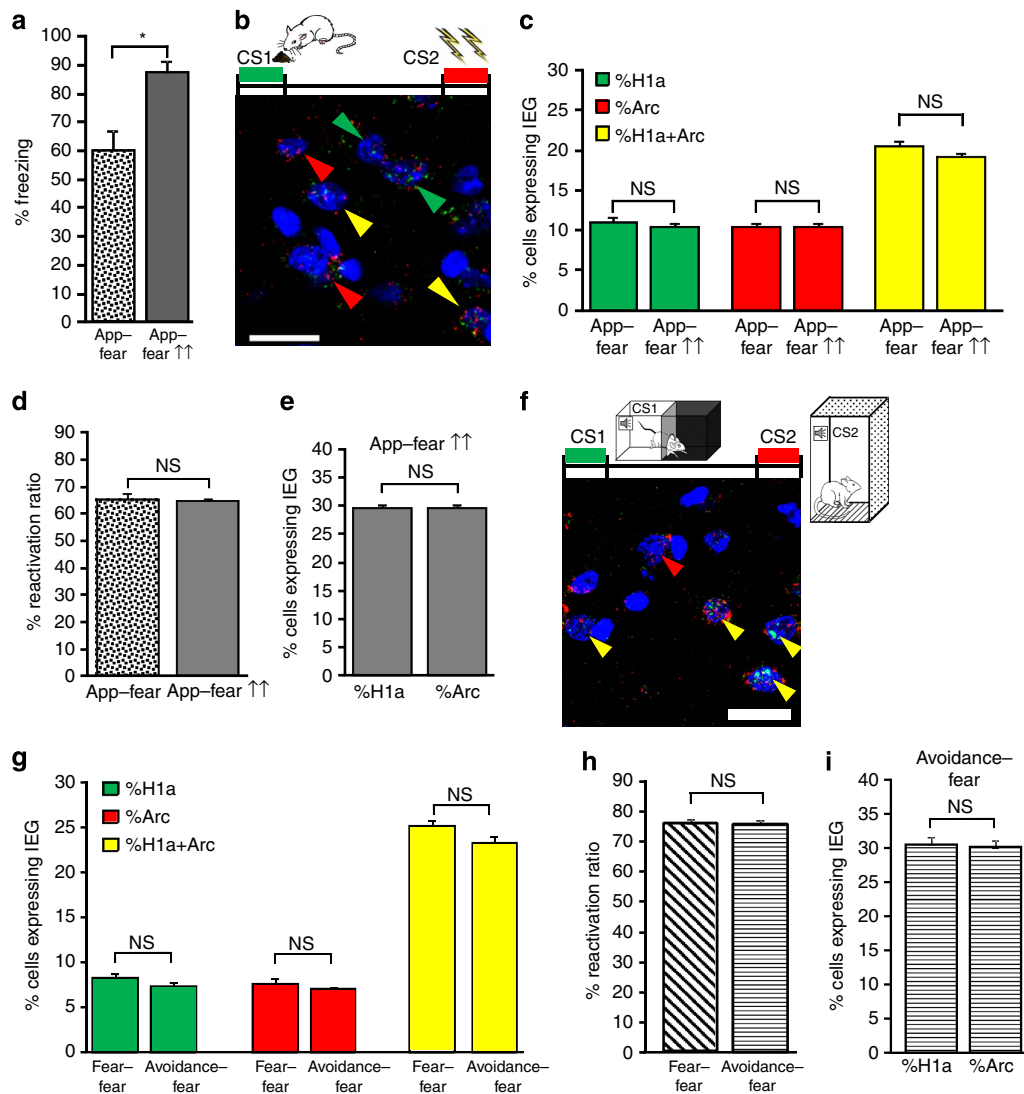 a
% freezing
100
90
80
70
60
50
40
30
20
10
0
*
App–
fear
App–
fear ↑↑
b
CS1
CS2
c
% cells expressing IEG
30
25
20
15
10
5
0
%H1a
%Arc
%H1a+Arc
NS
NS
NS
App–
fear
App–
fear ↑↑
App–
fear
App–
fear ↑↑
App–
fear
App–
fear ↑↑
d
% reactivation ratio
90
80
70
60
50
40
30
20
10
0
NS
App–fear
App–fear ↑↑
e
App–fear ↑↑
% cells expressing IEG
40
35
30
25
20
15
10
5
0
NS
%H1a
%Arc
f
CS1
CS1
CS2
CS2
g
% cells expressing IEG
30
25
20
15
10
5
0
%H1a
%Arc
%H1a+Arc
NS
NS
NS
Fear–
fear
Avoidance–
fear
Fear–
fear
Avoidance–
fear
Fear–
fear
Avoidance–
fear
h
% reactivation ratio
90
80
70
60
50
40
30
20
10
0
NS
Fear–
fear
Avoidance–
fear
i
Avoidance–
fear
% cells expressing IEG
40
35
30
25
20
15
10
5
0
NS
%H1a
%Arc